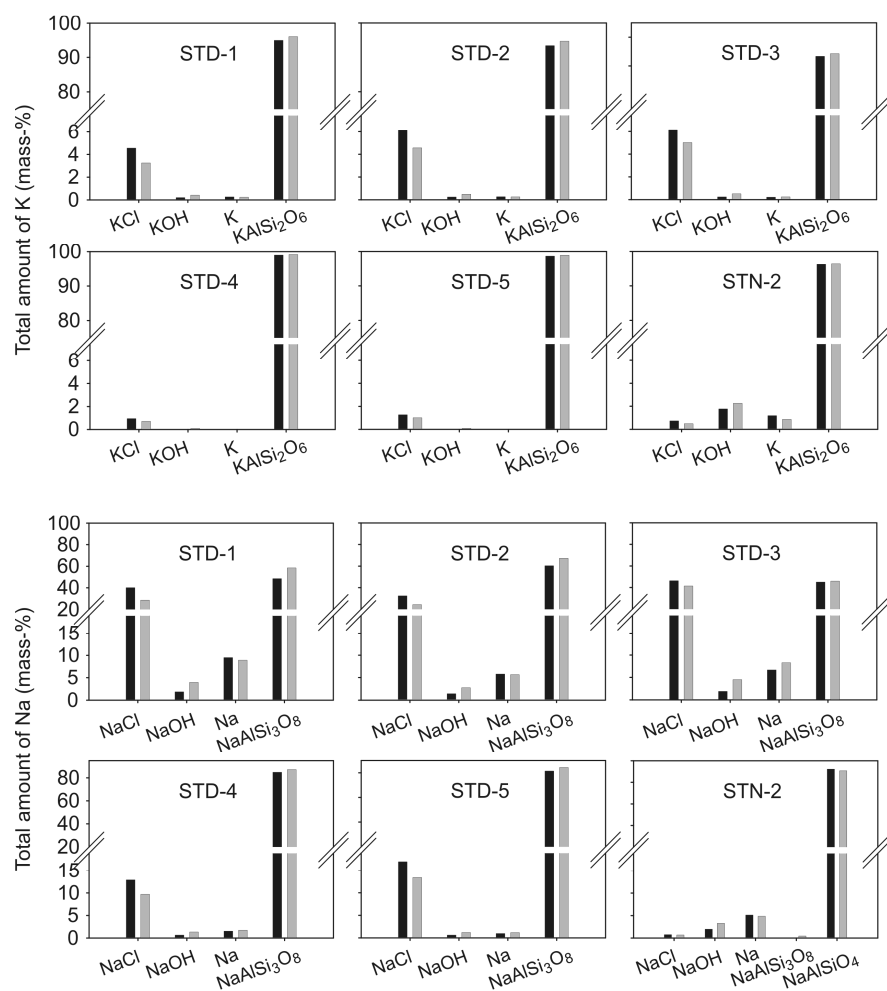 Total amount of K (mass-%)
100
90
80
6
4
2
0
STD-1
STD-2
STD-3
KCl KOH K KAlSi₂O₆
KCl KOH K KAlSi₂O₆
KCl KOH K KAlSi₂O₆
100
90
80
6
4
2
0
STD-4
STD-5
STN-2
KCl KOH K KAlSi₂O₆
KCl KOH K KAlSi₂O₆
KCl KOH K KAlSi₂O₆
Total amount of Na (mass-%)
100
80
60
40
20
15
10
5
0
STD-1
STD-2
STD-3
NaCl NaOH Na NaAlSi₃O₈
NaCl NaOH Na NaAlSi₃O₈
NaCl NaOH Na NaAlSi₃O₈
80
60
40
20
15
10
5
0
STD-4
STD-5
STN-2
NaCl NaOH Na NaAlSi₃O₈
NaCl NaOH Na NaAlSi₃O₈
NaCl NaOH Na NaAlSi₃O₈ NaAlSiO₄